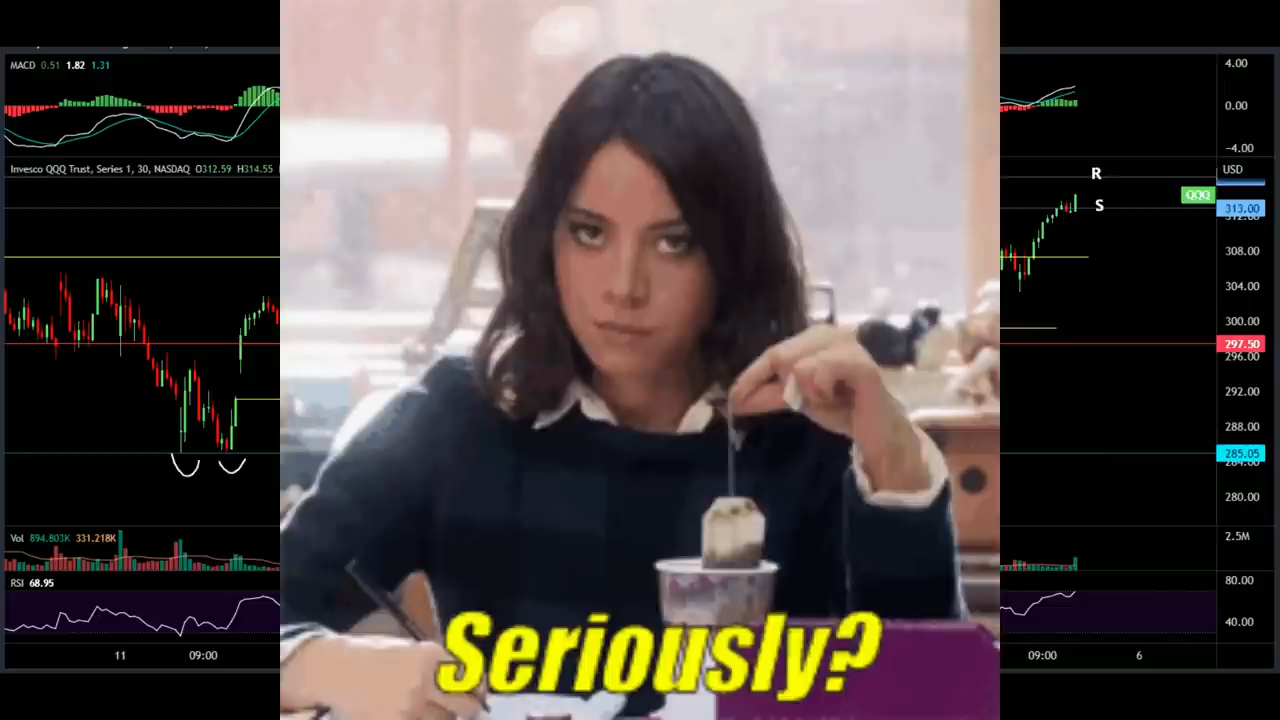 MACD 0.51 1.82 1.31
4.00
0.00
−4.00
Invesco QQQ Trust, Series 1, 30, NASDAQ O312.59 H314.55
USD
R
QQQ
S
313.00
308.00
304.00
300.00
297.50
296.00
292.00
288.00
285.05
280.00
Vol 894.803K 331.218K
2.5M
RSI 68.95
80.00
40.00
Seriously?
11 09:00
09:00 6